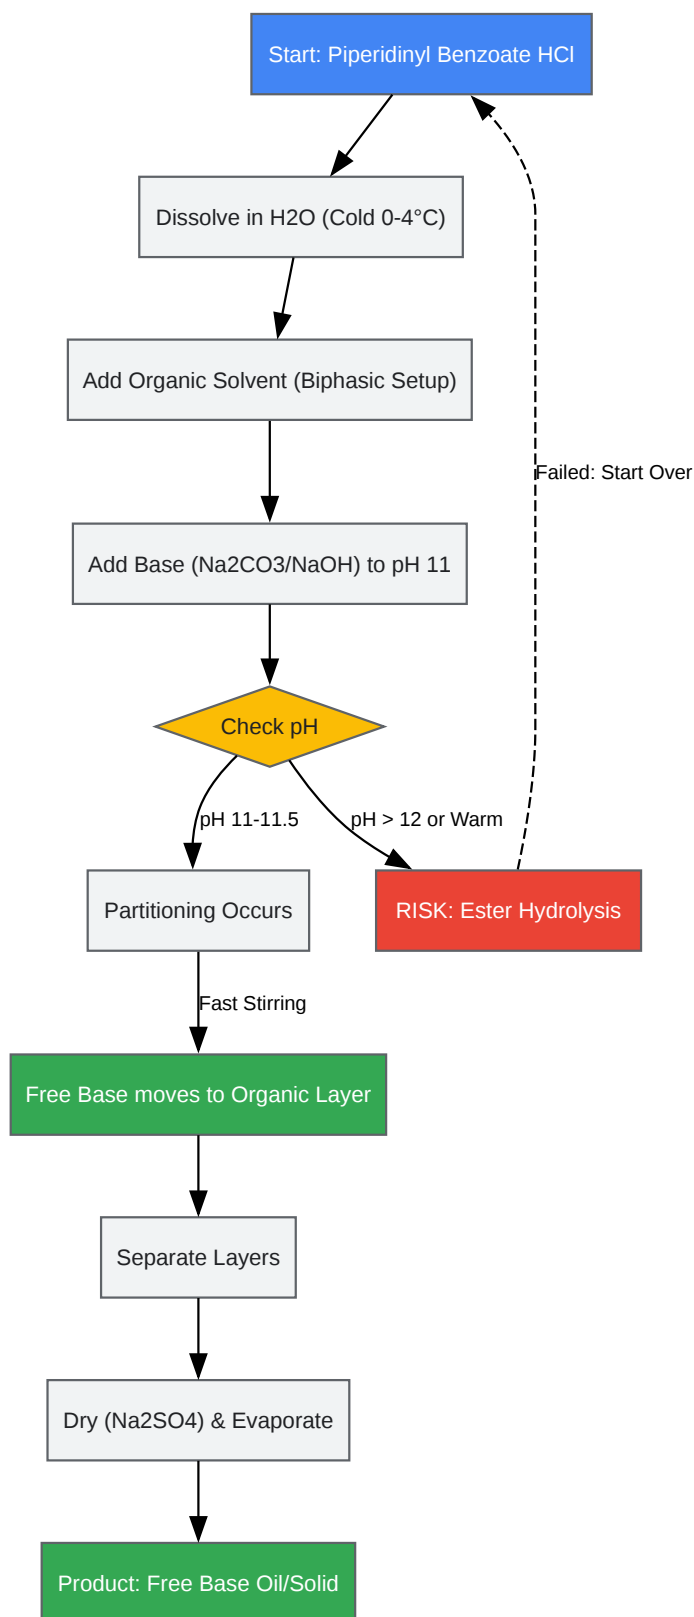 Start: Piperidinyl Benzoate HCl
Dissolve in H2O (Cold 0-4°C)
Add Organic Solvent (Biphasic Setup)
Failed: Start Over
Add Base (Na2CO3/NaOH) to pH 11
Check pH
pH 11-11.5
pH > 12 or Warm
Partitioning Occurs
RISK: Ester Hydrolysis
Fast Stirring
Free Base moves to Organic Layer
Separate Layers
Dry (Na2SO4) & Evaporate
Product: Free Base Oil/Solid